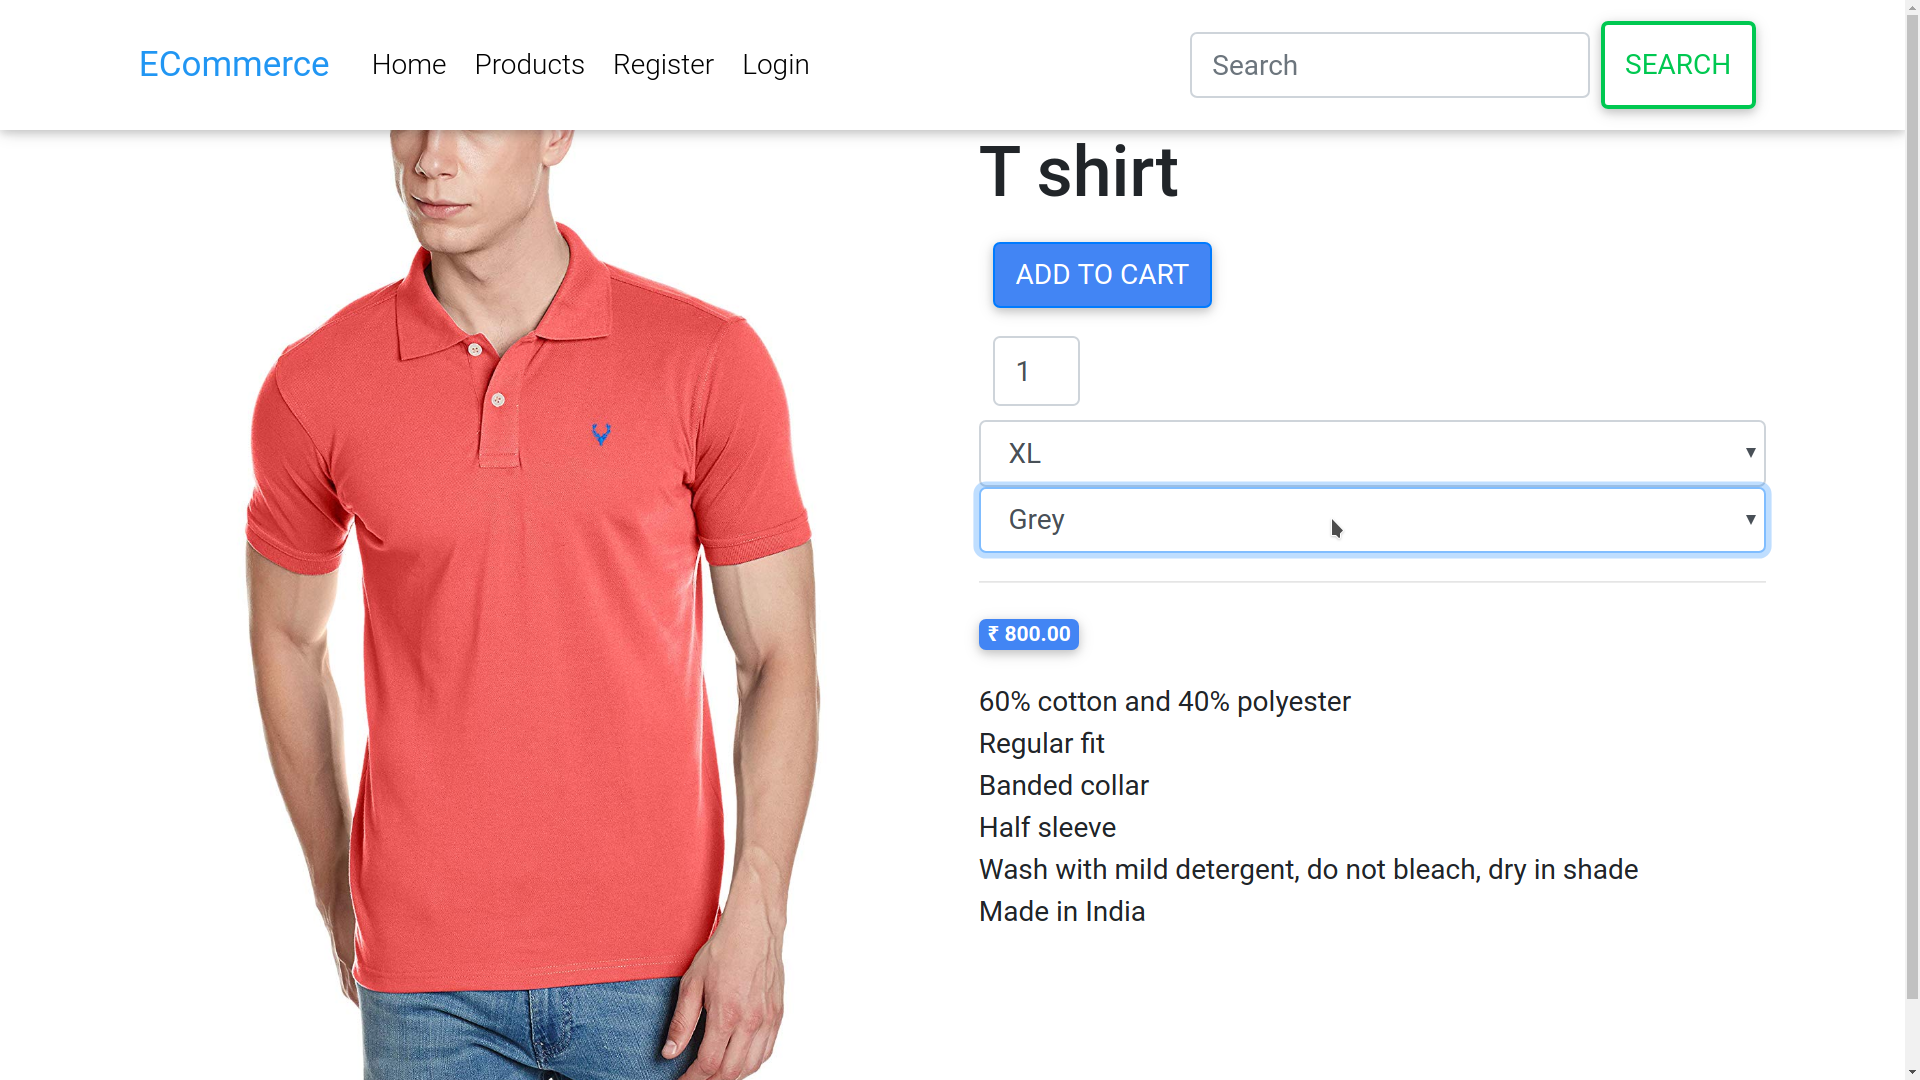 ECommerce
Home
Products
Register
Login
Search
SEARCH
T shirt
ADD TO CART
1
XL
Grey
₹ 800.00
60% cotton and 40% polyester
Regular fit
Banded collar
Half sleeve
Wash with mild detergent, do not bleach, dry in shade
Made in India